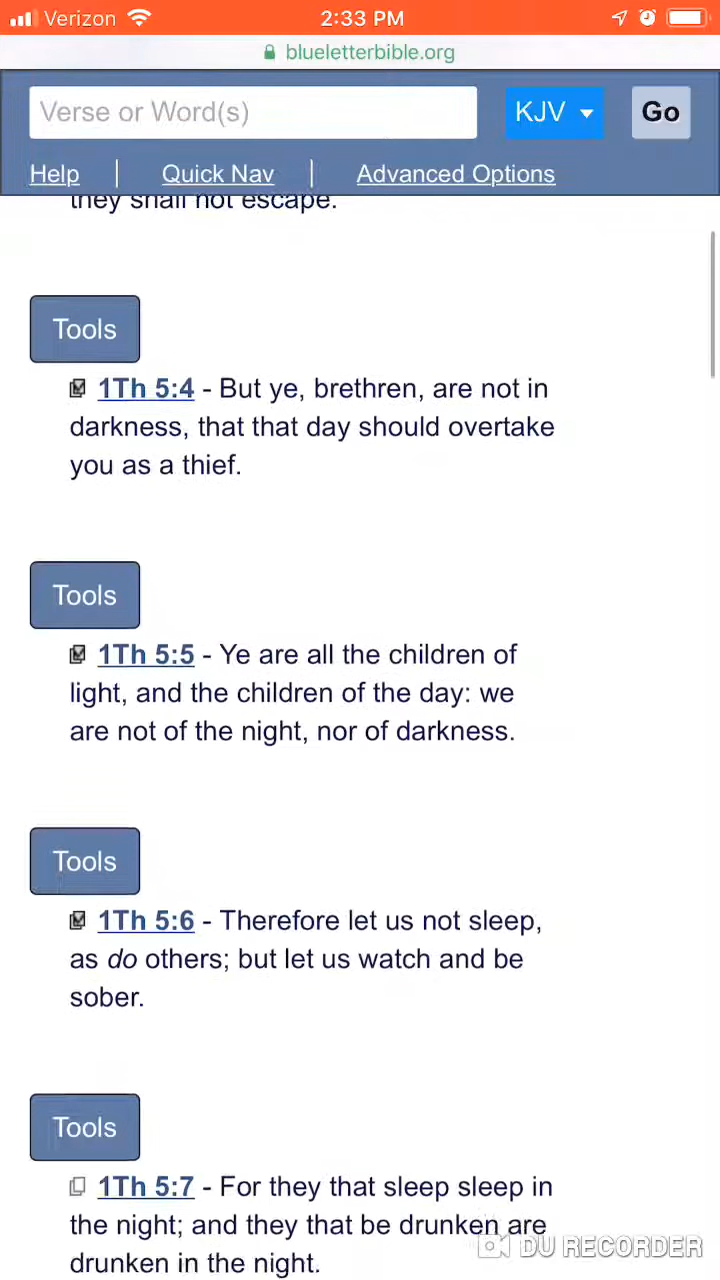 Verizon 2:33 PM
blueletterbible.org
Verse or Word(s) KJV Go
Help | Quick Nav | Advanced Options
they shall not escape.
Tools
1Th 5:4 - But ye, brethren, are not in
darkness, that that day should overtake
you as a thief.
Tools
1Th 5:5 - Ye are all the children of
light, and the children of the day: we
are not of the night, nor of darkness.
Tools
1Th 5:6 - Therefore let us not sleep,
as do others; but let us watch and be
sober.
Tools
1Th 5:7 - For they that sleep sleep in
the night; and they that be drunken are
drunken in the night.
DU RECORDER